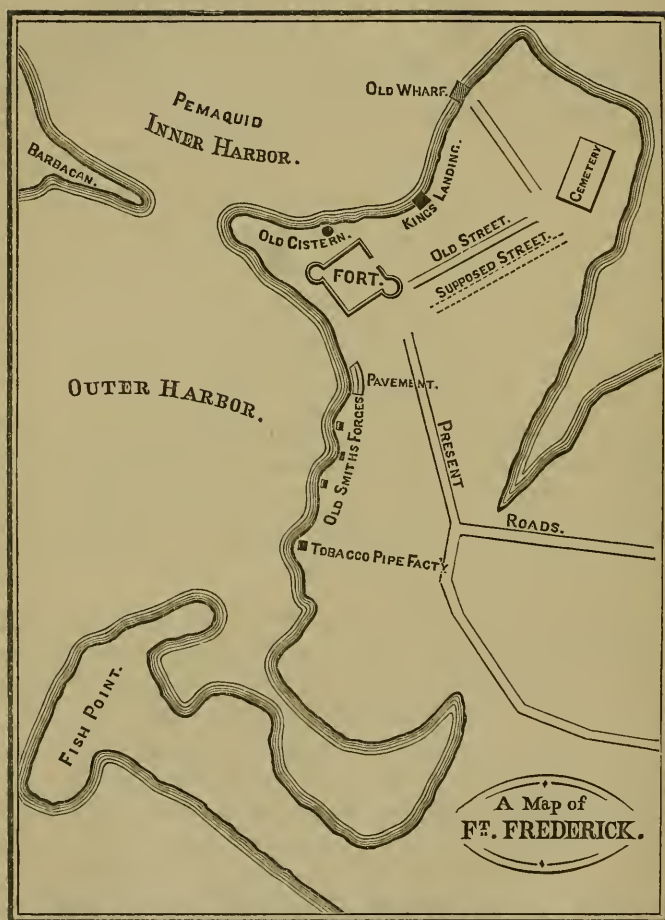 PEMAQUID
INNER HARBOR.
BARBACAN.
OLD WHARF.
KINGS LANDING.
CEMETERY
OLD CISTERN.
FORT.
OLD STREET.
SUPPOSED STREET.
OUTER HARBOR.
PAVEMENT.
OLD SMITHS FORGES
PRESENT
ROADS.
TOBACCO PIPE FACT'Y
FISH POINT.
A Map of
FT. FREDERICK.